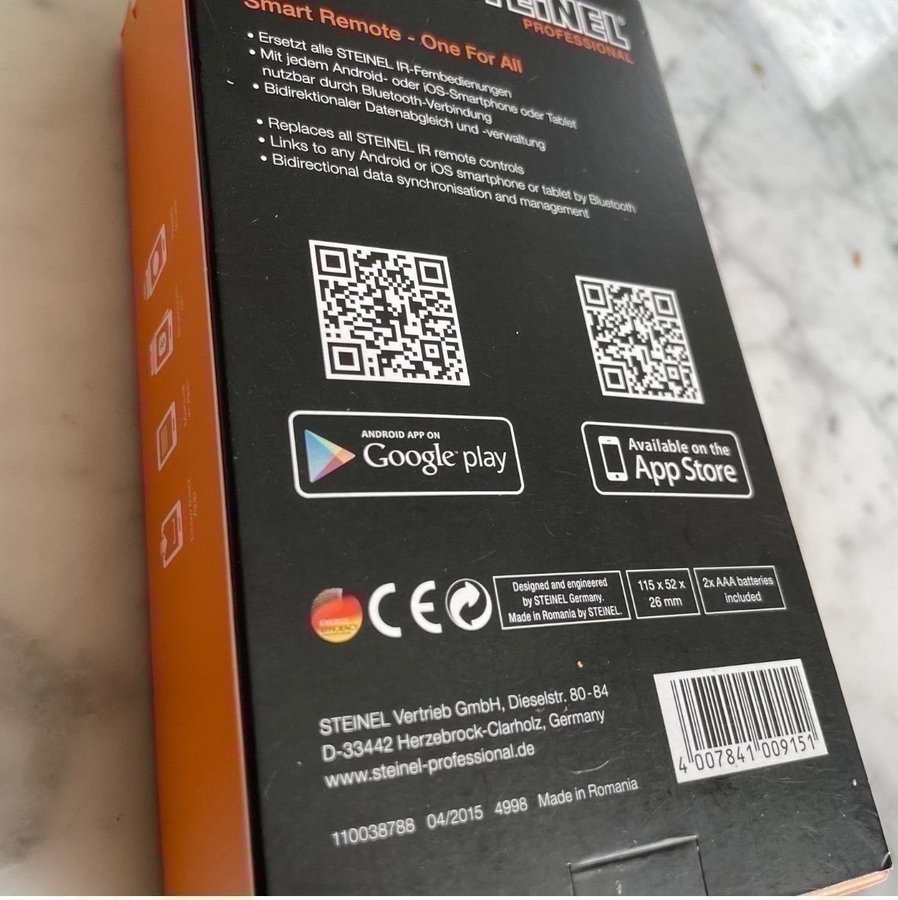 STEINEL
PROFESSIONAL
Smart Remote - One For All
• Ersetzt alle STEINEL IR-Fernbedienungen
• Mit jedem Android- oder iOS-Smartphone oder Tablet
nutzbar durch Bluetooth-Verbindung
• Bidirektionaler Datenabgleich und -verwaltung
• Replaces all STEINEL IR remote controls
• Links to any Android or iOS smartphone or tablet by Bluetooth
• Bidirectional data synchronisation and management
ANDROID APP ON
Google play
Available on the
App Store
EFFICIENCY
CE
Designed and engineered
by STEINEL Germany.
Made in Romania by STEINEL.
115 x 52 x
26 mm
2x AAA batteries
included
STEINEL Vertrieb GmbH, Dieselstr. 80-84
D-33442 Herzebrock-Clarholz, Germany
www.steinel-professional.de
4 007841 009151
110038788 04/2015 4998 Made in Romania